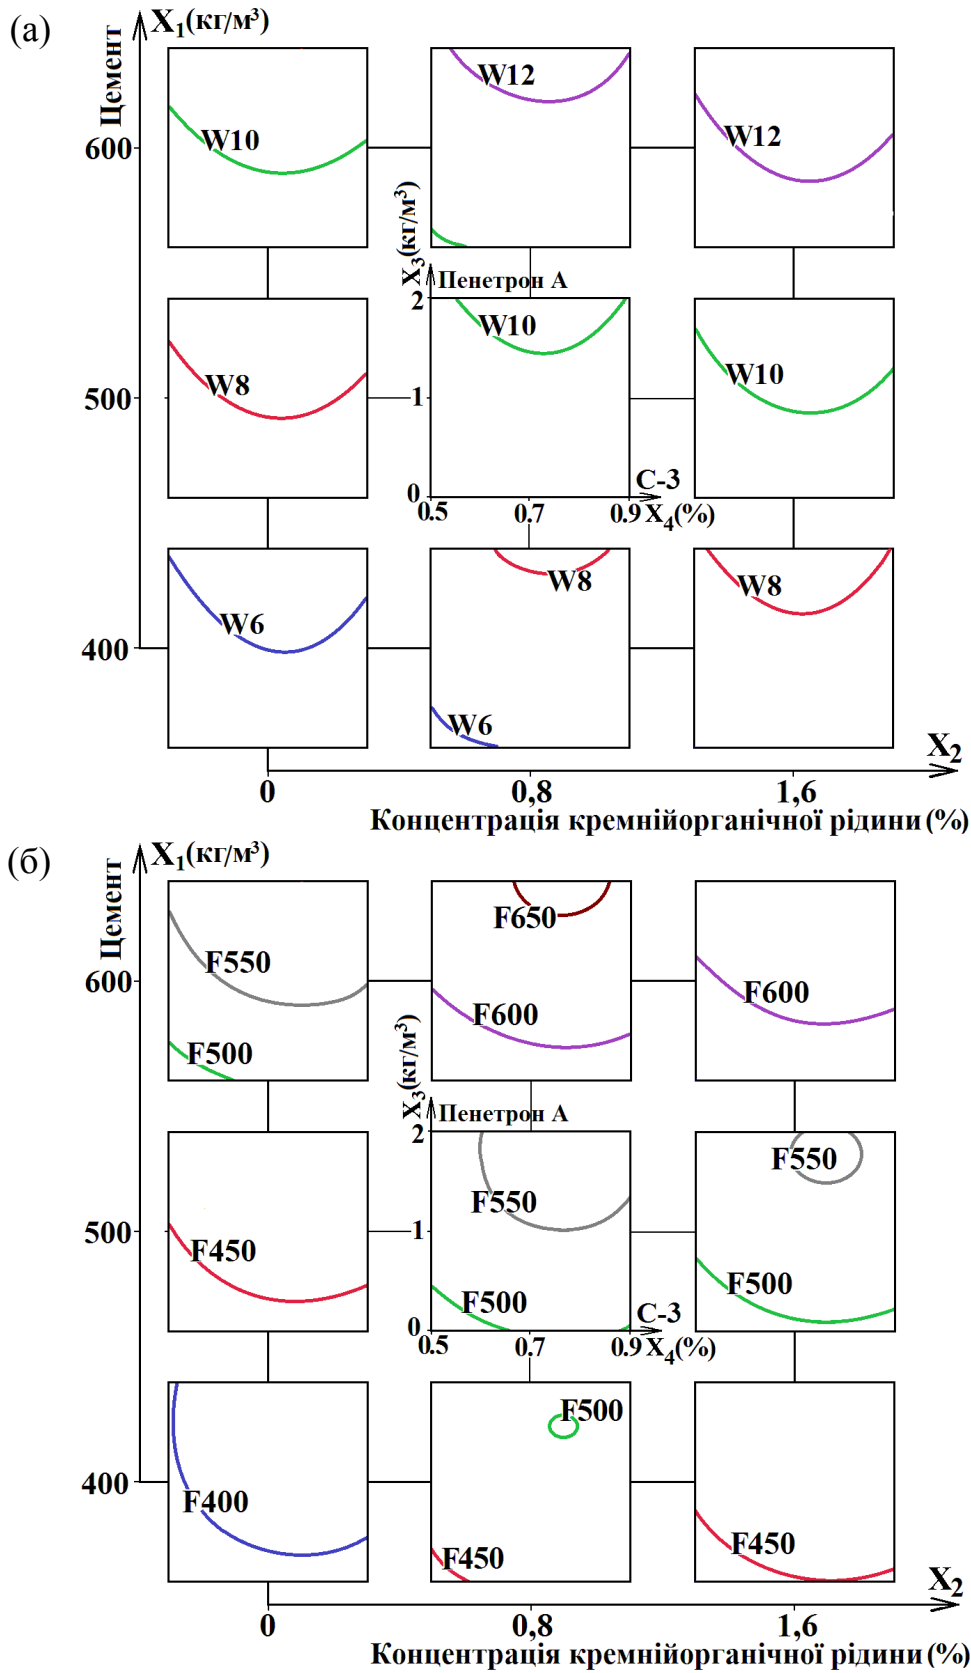 (а)
X1(кг/м³)
Цемент
W12
W10
W12
600
X3(кг/м³)
Пенетрон А
2
W10
W8
W10
500
1
0
С-3
0.5
0.7
0.9
X4(%)
W8
W8
W6
400
W6
X2
0
0,8
1,6
Концентрація кремнійорганічної рідини (%)
(б)
X1(кг/м³)
Цемент
F650
F550
600
F600
F600
F500
X3(кг/м³)
Пенетрон А
2
F550
F550
500
1
F450
F500
F500
0
С-3
0.5
0.7
0.9
X4(%)
F500
400
F400
F450
F450
X2
0
0,8
1,6
Концентрація кремнійорганічної рідини (%)